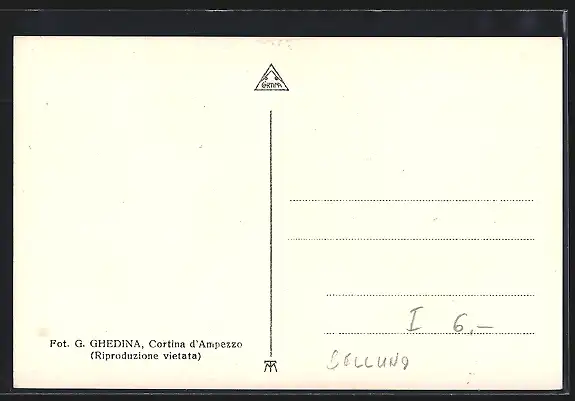 Fot. G. GHEDINA, Cortina d'Ampezzo
(Riproduzione vietata)
I 6,—
BELLUNO